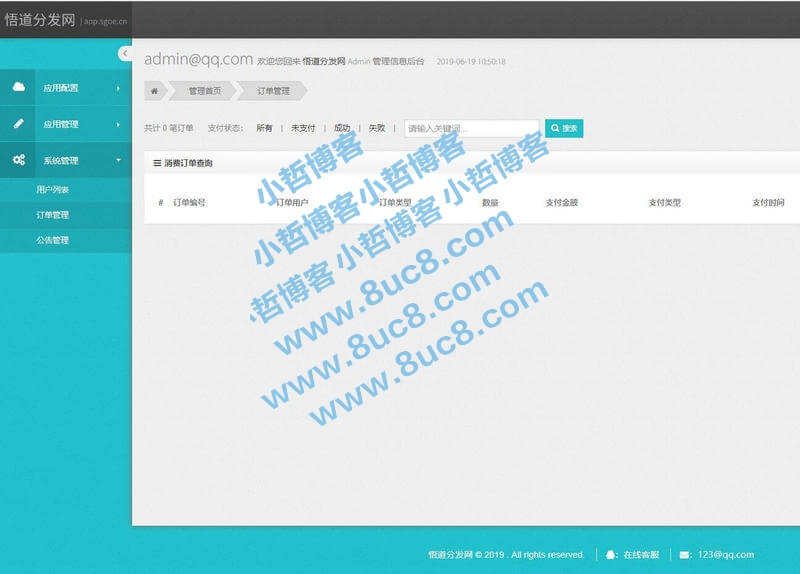 悟道分发网 | app.sgoe.cn
admin@qq.com 欢迎您回来 悟道分发网 Admin 管理信息后台 2019-06-19 10:50:18
管理首页 订单管理
应用配置
应用管理
系统管理
用户列表
订单管理
公告管理
共计 0 笔订单 支付状态： 所有 | 未支付 | 成功 | 失败 | 请输入关键词... 搜索
消费订单查询
# 订单编号 订单用户 订单类型 数量 支付金额 支付类型 支付时间
小哲博客
小哲博客 小哲博客
小哲博客 小哲博客
小哲博客
www.8uc8.com
www.8uc8.com
www.8uc8.com
悟道分发网 © 2019 . All rights reserved. | 在线客服 | 123@qq.com